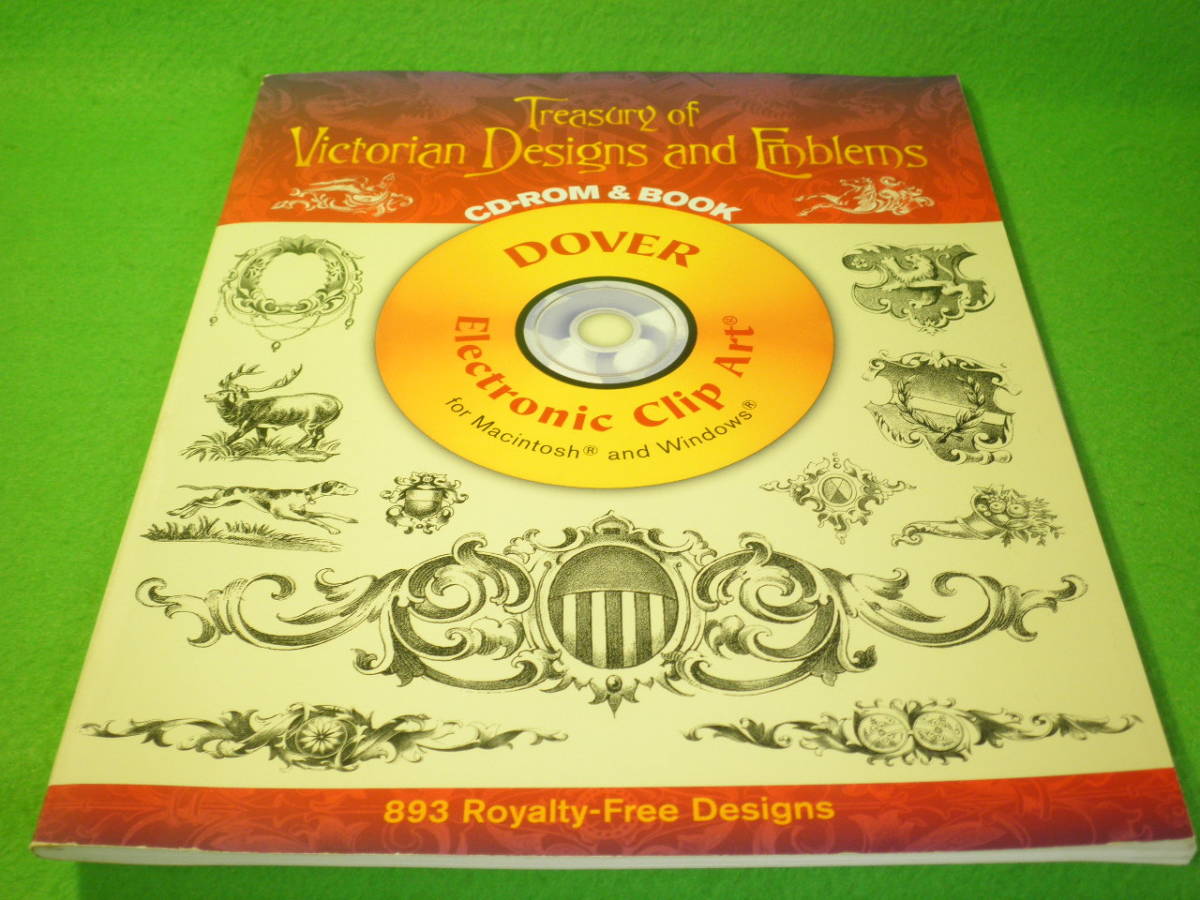 Treasury of
Victorian Designs and Emblems
CD-ROM & BOOK
DOVER
Electronic Clip Art®
for Macintosh® and Windows®
893 Royalty-Free Designs